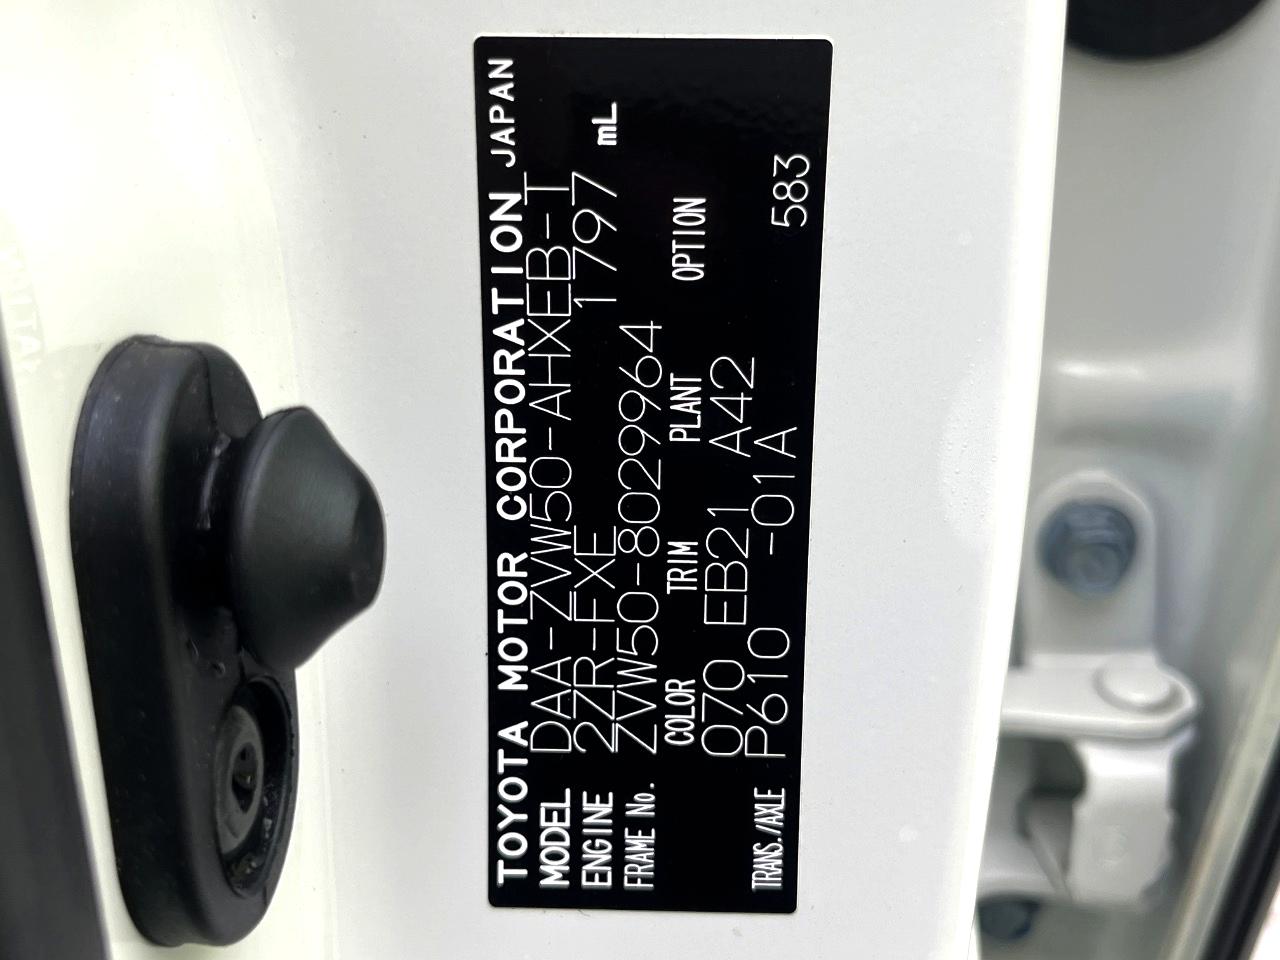 TOYOTA MOTOR CORPORATION JAPAN
MODEL DAA-ZVW50-AHXEB-T
ENGINE 2ZR-FXE 1797 mL
FRAME No. ZVW50-8029964
COLOR TRIM PLANT OPTION
070 EB21 A42
TRANS./AXLE P610 -01A 583